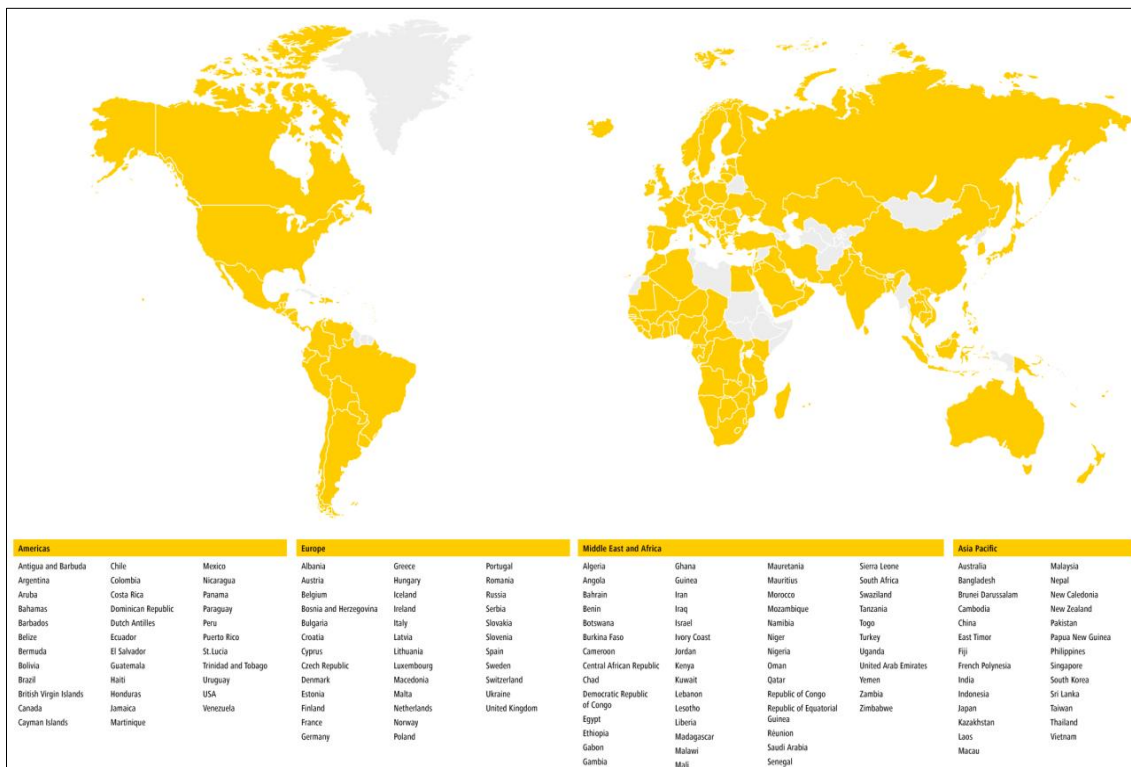 Americas
Antigua and Barbuda
Argentina
Aruba
Bahamas
Barbados
Belize
Bermuda
Bolivia
Brazil
British Virgin Islands
Canada
Cayman Islands
Chile
Colombia
Costa Rica
Dominican Republic
Dutch Antilles
Ecuador
El Salvador
Guatemala
Haiti
Honduras
Jamaica
Martinique
Mexico
Nicaragua
Panama
Paraguay
Peru
Puerto Rico
St.Lucia
Trinidad and Tobago
Uruguay
USA
Venezuela
Europe
Albania
Austria
Belgium
Bosnia and Herzegovina
Bulgaria
Croatia
Cyprus
Czech Republic
Denmark
Estonia
Finland
France
Germany
Greece
Hungary
Iceland
Ireland
Italy
Latvia
Lithuania
Luxembourg
Macedonia
Malta
Netherlands
Norway
Poland
Portugal
Romania
Russia
Serbia
Slovakia
Slovenia
Spain
Sweden
Switzerland
Ukraine
United Kingdom
Middle East and Africa
Algeria
Angola
Bahrain
Benin
Botswana
Burkina Faso
Cameroon
Central African Republic
Chad
Democratic Republic
of Congo
Egypt
Ethiopia
Gabon
Gambia
Ghana
Guinea
Iran
Iraq
Israel
Ivory Coast
Jordan
Kenya
Kuwait
Lebanon
Lesotho
Liberia
Madagascar
Malawi
Mali
Mauretania
Mauritius
Morocco
Mozambique
Namibia
Niger
Nigeria
Oman
Qatar
Republic of Congo
Republic of Equatorial
Guinea
Réunion
Saudi Arabia
Senegal
Sierra Leone
South Africa
Swaziland
Tanzania
Togo
Turkey
Uganda
United Arab Emirates
Yemen
Zambia
Zimbabwe
Asia Pacific
Australia
Bangladesh
Brunei Darussalam
Cambodia
China
East Timor
Fiji
French Polynesia
India
Indonesia
Japan
Kazakhstan
Laos
Macau
Malaysia
Nepal
New Caledonia
New Zealand
Pakistan
Papua New Guinea
Philippines
Singapore
South Korea
Sri Lanka
Taiwan
Thailand
Vietnam